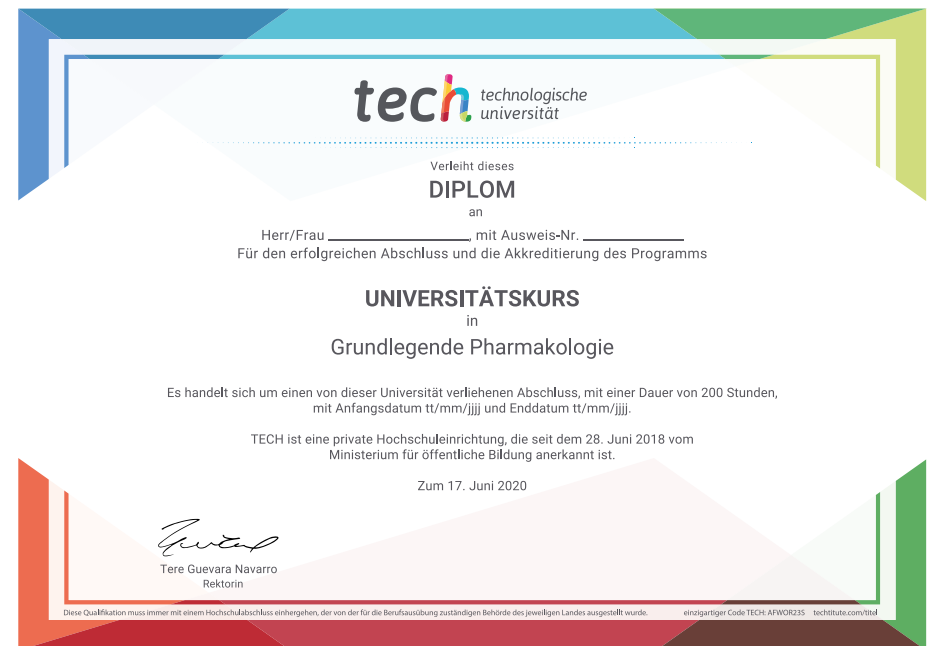 tech technologische
universität
Verleiht dieses
DIPLOM
an
Herr/Frau ____________________, mit Ausweis-Nr. ______________
Für den erfolgreichen Abschluss und die Akkreditierung des Programms
UNIVERSITÄTSKURS
in
Grundlegende Pharmakologie
Es handelt sich um einen von dieser Universität verliehenen Abschluss, mit einer Dauer von 200 Stunden,
mit Anfangsdatum tt/mm/jjjj und Enddatum tt/mm/jjjj.
TECH ist eine private Hochschuleinrichtung, die seit dem 28. Juni 2018 vom
Ministerium für öffentliche Bildung anerkannt ist.
Zum 17. Juni 2020
Tere Guevara Navarro
Rektorin
Diese Qualifikation muss immer mit einem Hochschulabschluss einhergehen, der von der für die Berufsausübung zuständigen Behörde des jeweiligen Landes ausgestellt wurde. einzigartiger Code TECH: AFWOR23S techtitute.com/titel